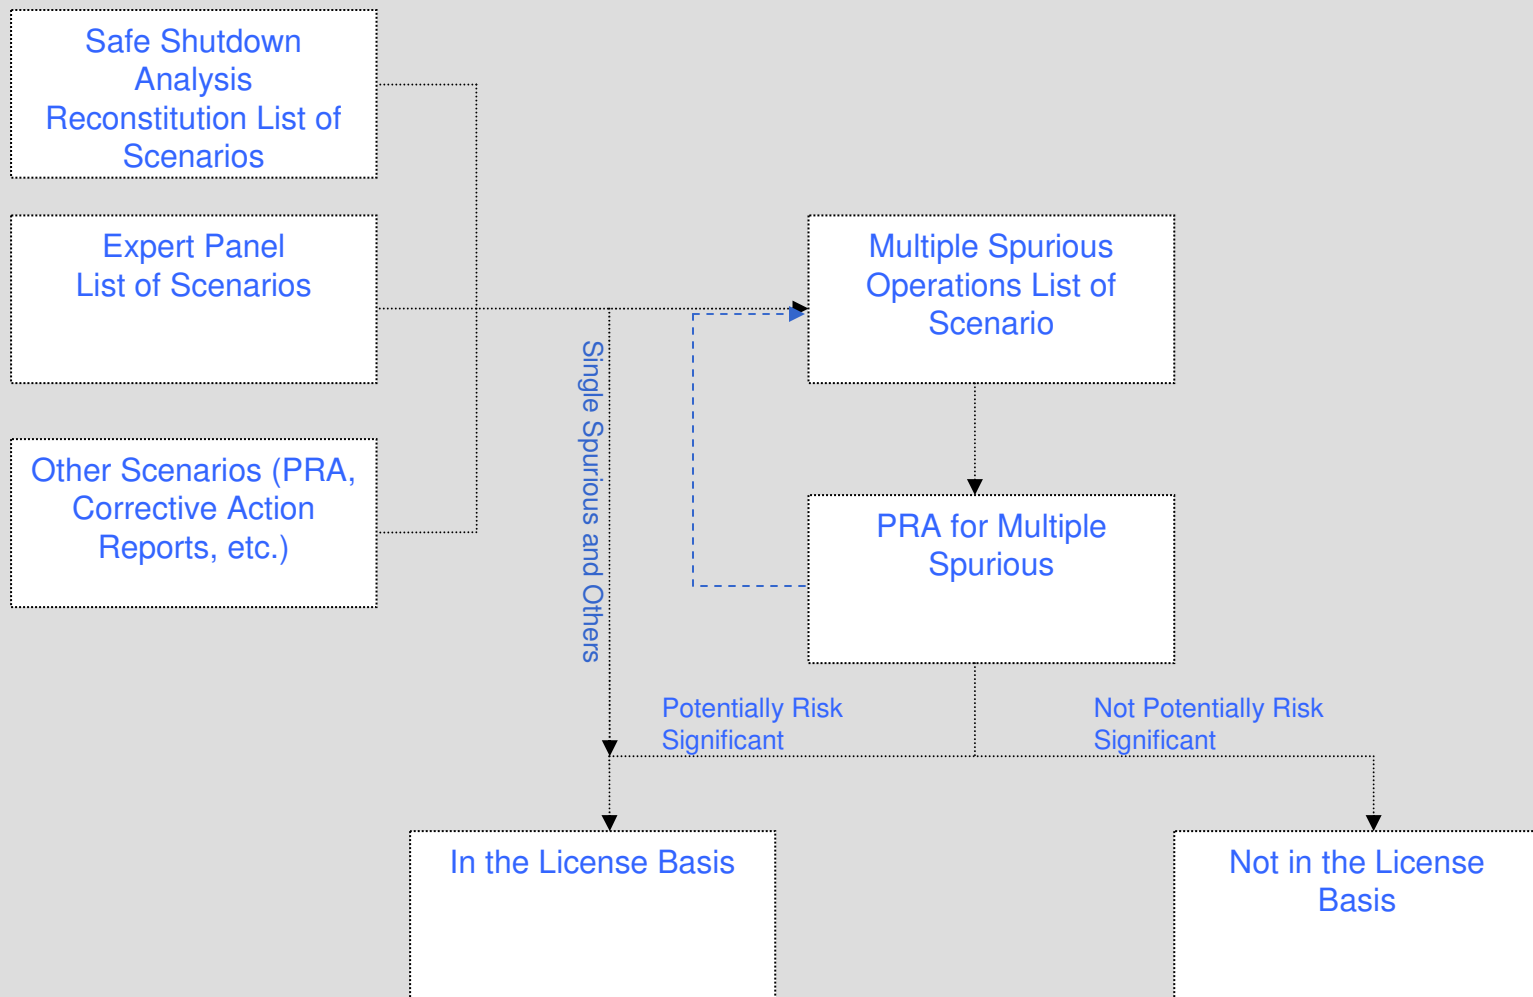 Safe Shutdown
Analysis
Reconstitution List of
Scenarios
Expert Panel
List of Scenarios
Other Scenarios (PRA,
Corrective Action
Reports, etc.)
Single Spurious and Others
Multiple Spurious
Operations List of
Scenario
PRA for Multiple
Spurious
Potentially Risk
Significant
Not Potentially Risk
Significant
In the License Basis
Not in the License
Basis